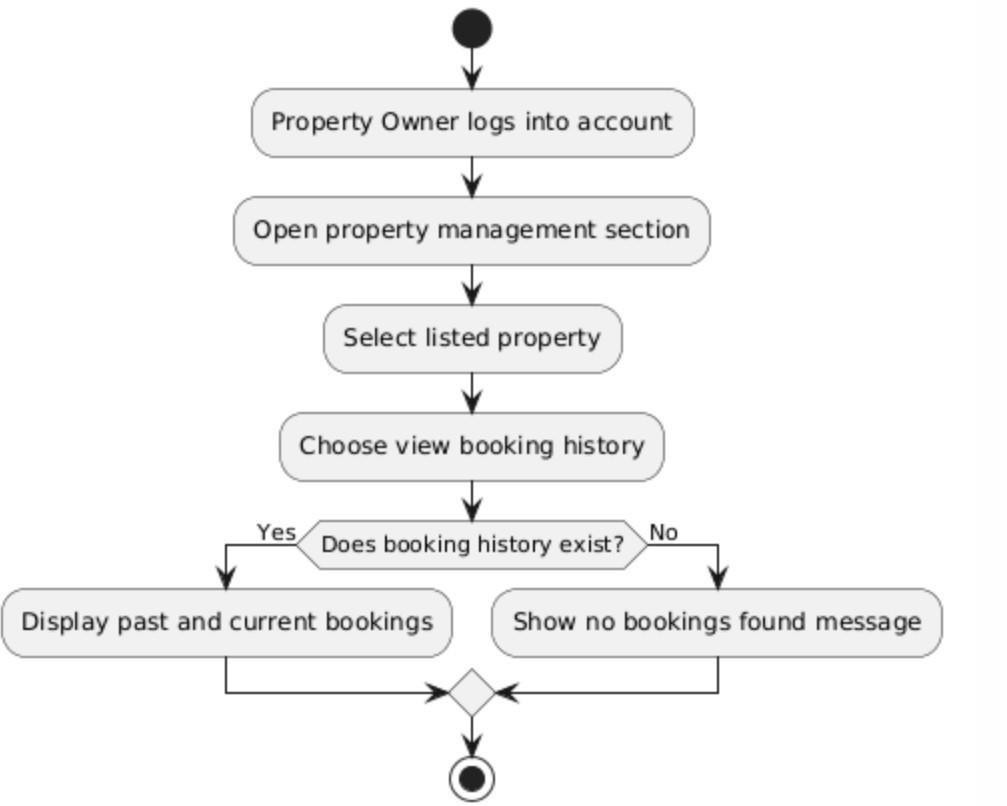 Property Owner logs into account
Open property management section
Select listed property
Choose view booking history
Yes
Does booking history exist?
No
Display past and current bookings
Show no bookings found message